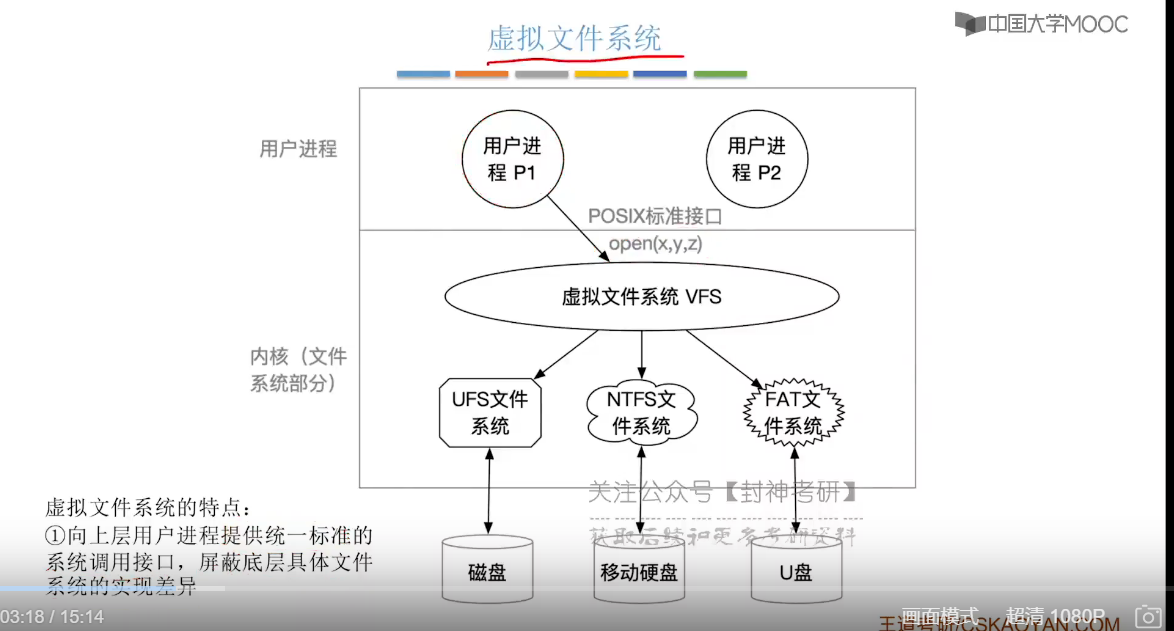 虚拟文件系统
中国大学MOOC
用户进程
用户进
程 P1
用户进
程 P2
POSIX标准接口
open(x,y,z)
虚拟文件系统 VFS
内核（文件
系统部分）
UFS文件
系统
NTFS文
件系统
FAT文
件系统
关注公众号【封神考研】
获取后续和更多考研资料
虚拟文件系统的特点：
①向上层用户进程提供统一标准的
系统调用接口，屏蔽底层具体文件
系统的实现差异
磁盘
移动硬盘
U盘
03:18 / 15:14
画面模式
超清 1080P
王道考研/CSKAOYAN.COM